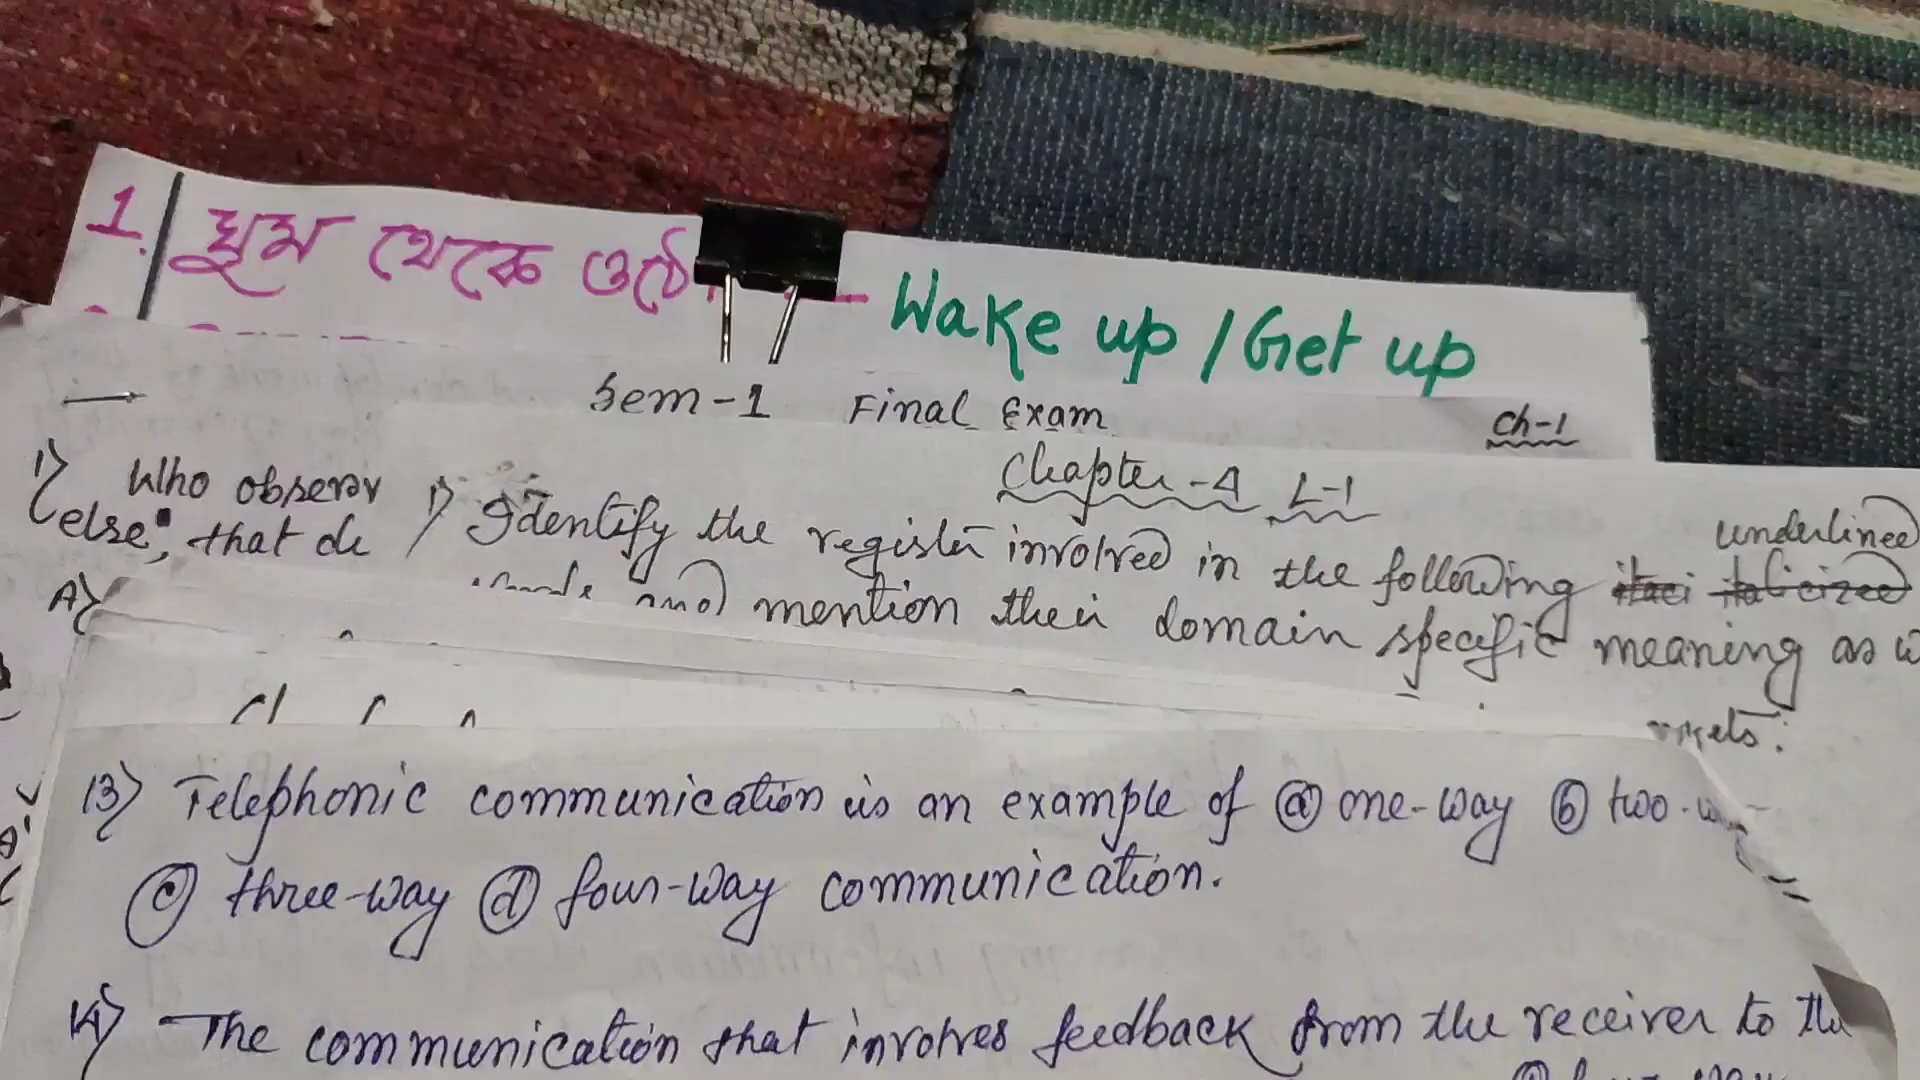 1. ঘুম থেকে ওঠে — Wake up / Get up
Sem-1 Final Exam
Ch-1
Chapter-4 L-1
1) Who observ
else, that de
A)
underlined
1) Identify the register involved in the following itaci italicized
and mention their domain specific meaning as w
13) Telephonic communication is an example of (a) one-way (b) two-w
(c) three-way (d) four-way communication.
14) The communication that involves feedback from the receiver to the